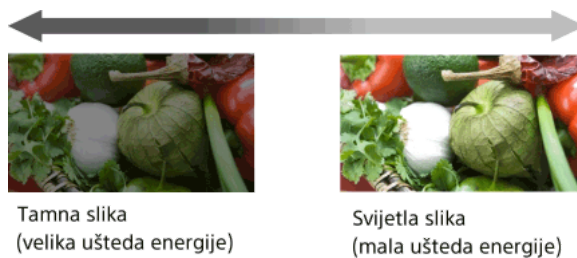 Tamna slika
(velika ušteda energije)
Svijetla slika
(mala ušteda energije)